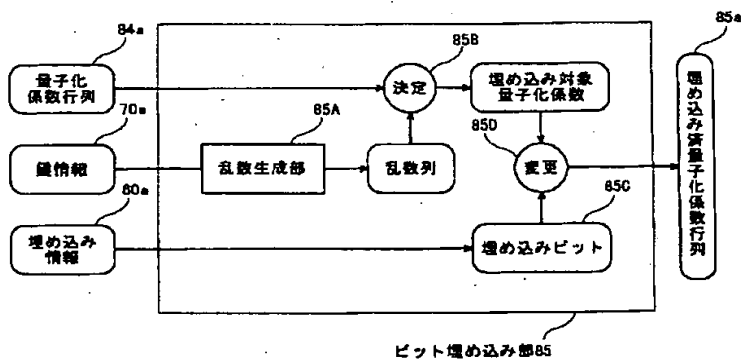 84a
85B
85a
量子化
係数行列
決定
埋め込み対象
量子化係数
70a
85A
85D
鍵情報
乱数生成部
乱数列
変更
埋め込み済量子化係数行列
80a
85C
埋め込み
情報
埋め込みビット
ビット埋め込み部85